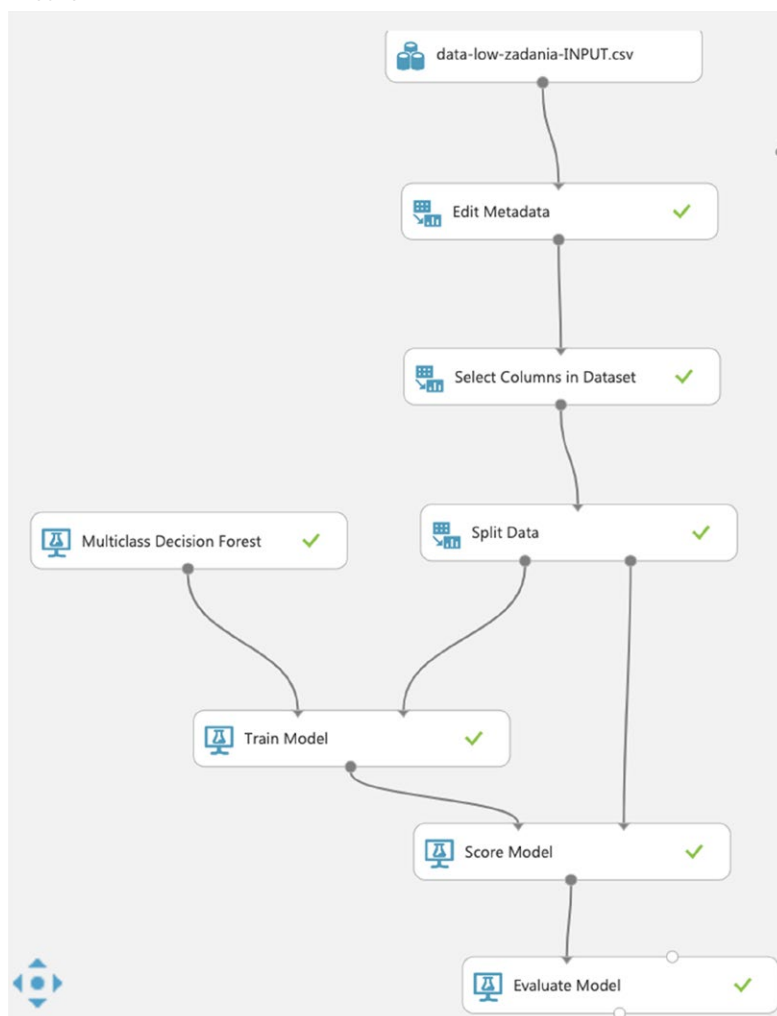 data-low-zadania-INPUT.csv
Edit Metadata
Select Columns in Dataset
Multiclass Decision Forest
Split Data
Train Model
Score Model
Evaluate Model